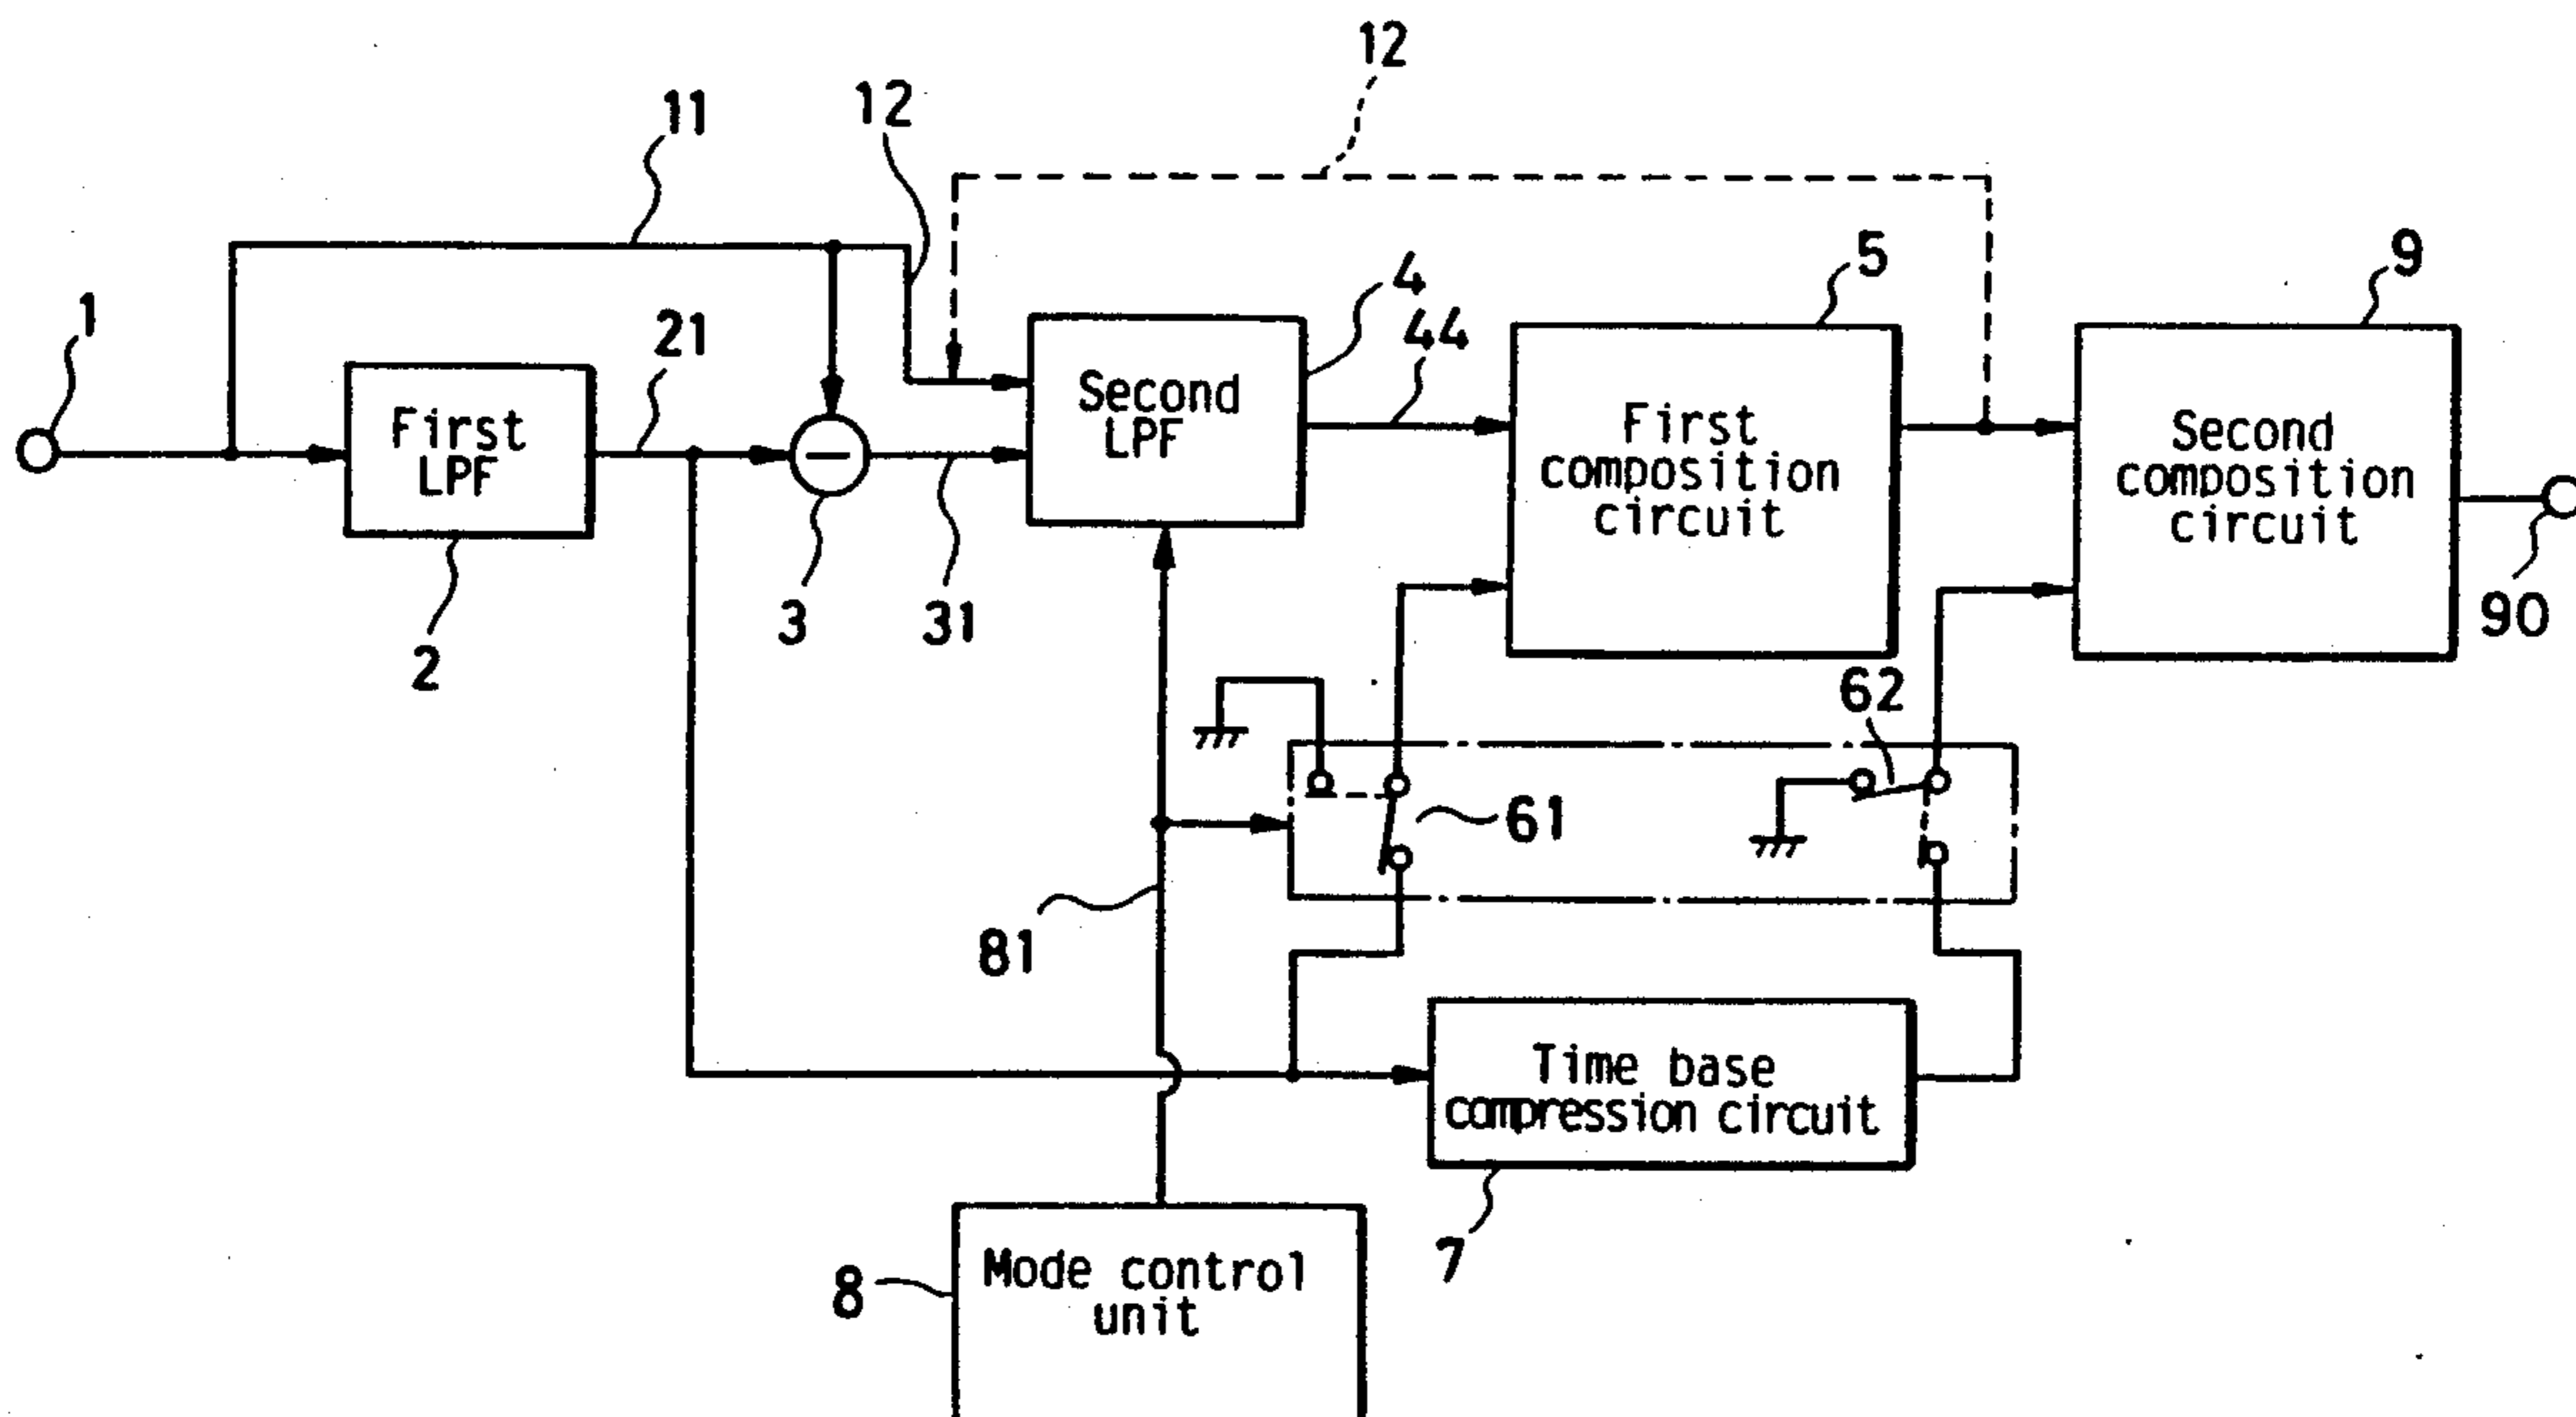 12
11
12
5
9
1
21
4
44
First
LPF
Second
LPF
First
composition
circuit
Second
composition
circuit
2
3
31
90
62
61
81
Time base
compression circuit
7
8
Mode control
unit